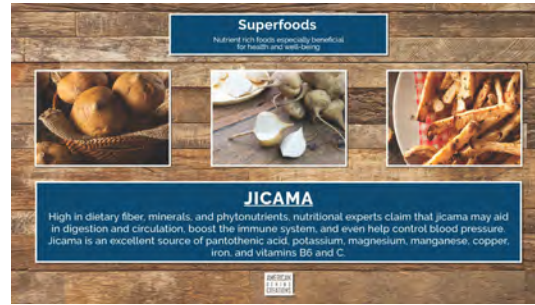 Superfoods
Nutrient rich foods especially beneficial
for health and well-being
JICAMA
High in dietary fiber, minerals, and phytonutrients, nutritional experts claim that jicama may aid
in digestion and circulation, boost the immune system, and even help control blood pressure.
Jicama is an excellent source of pantothenic acid, potassium, magnesium, manganese, copper,
iron, and vitamins B6 and C.
AMERICAN
DINING
CREATIONS